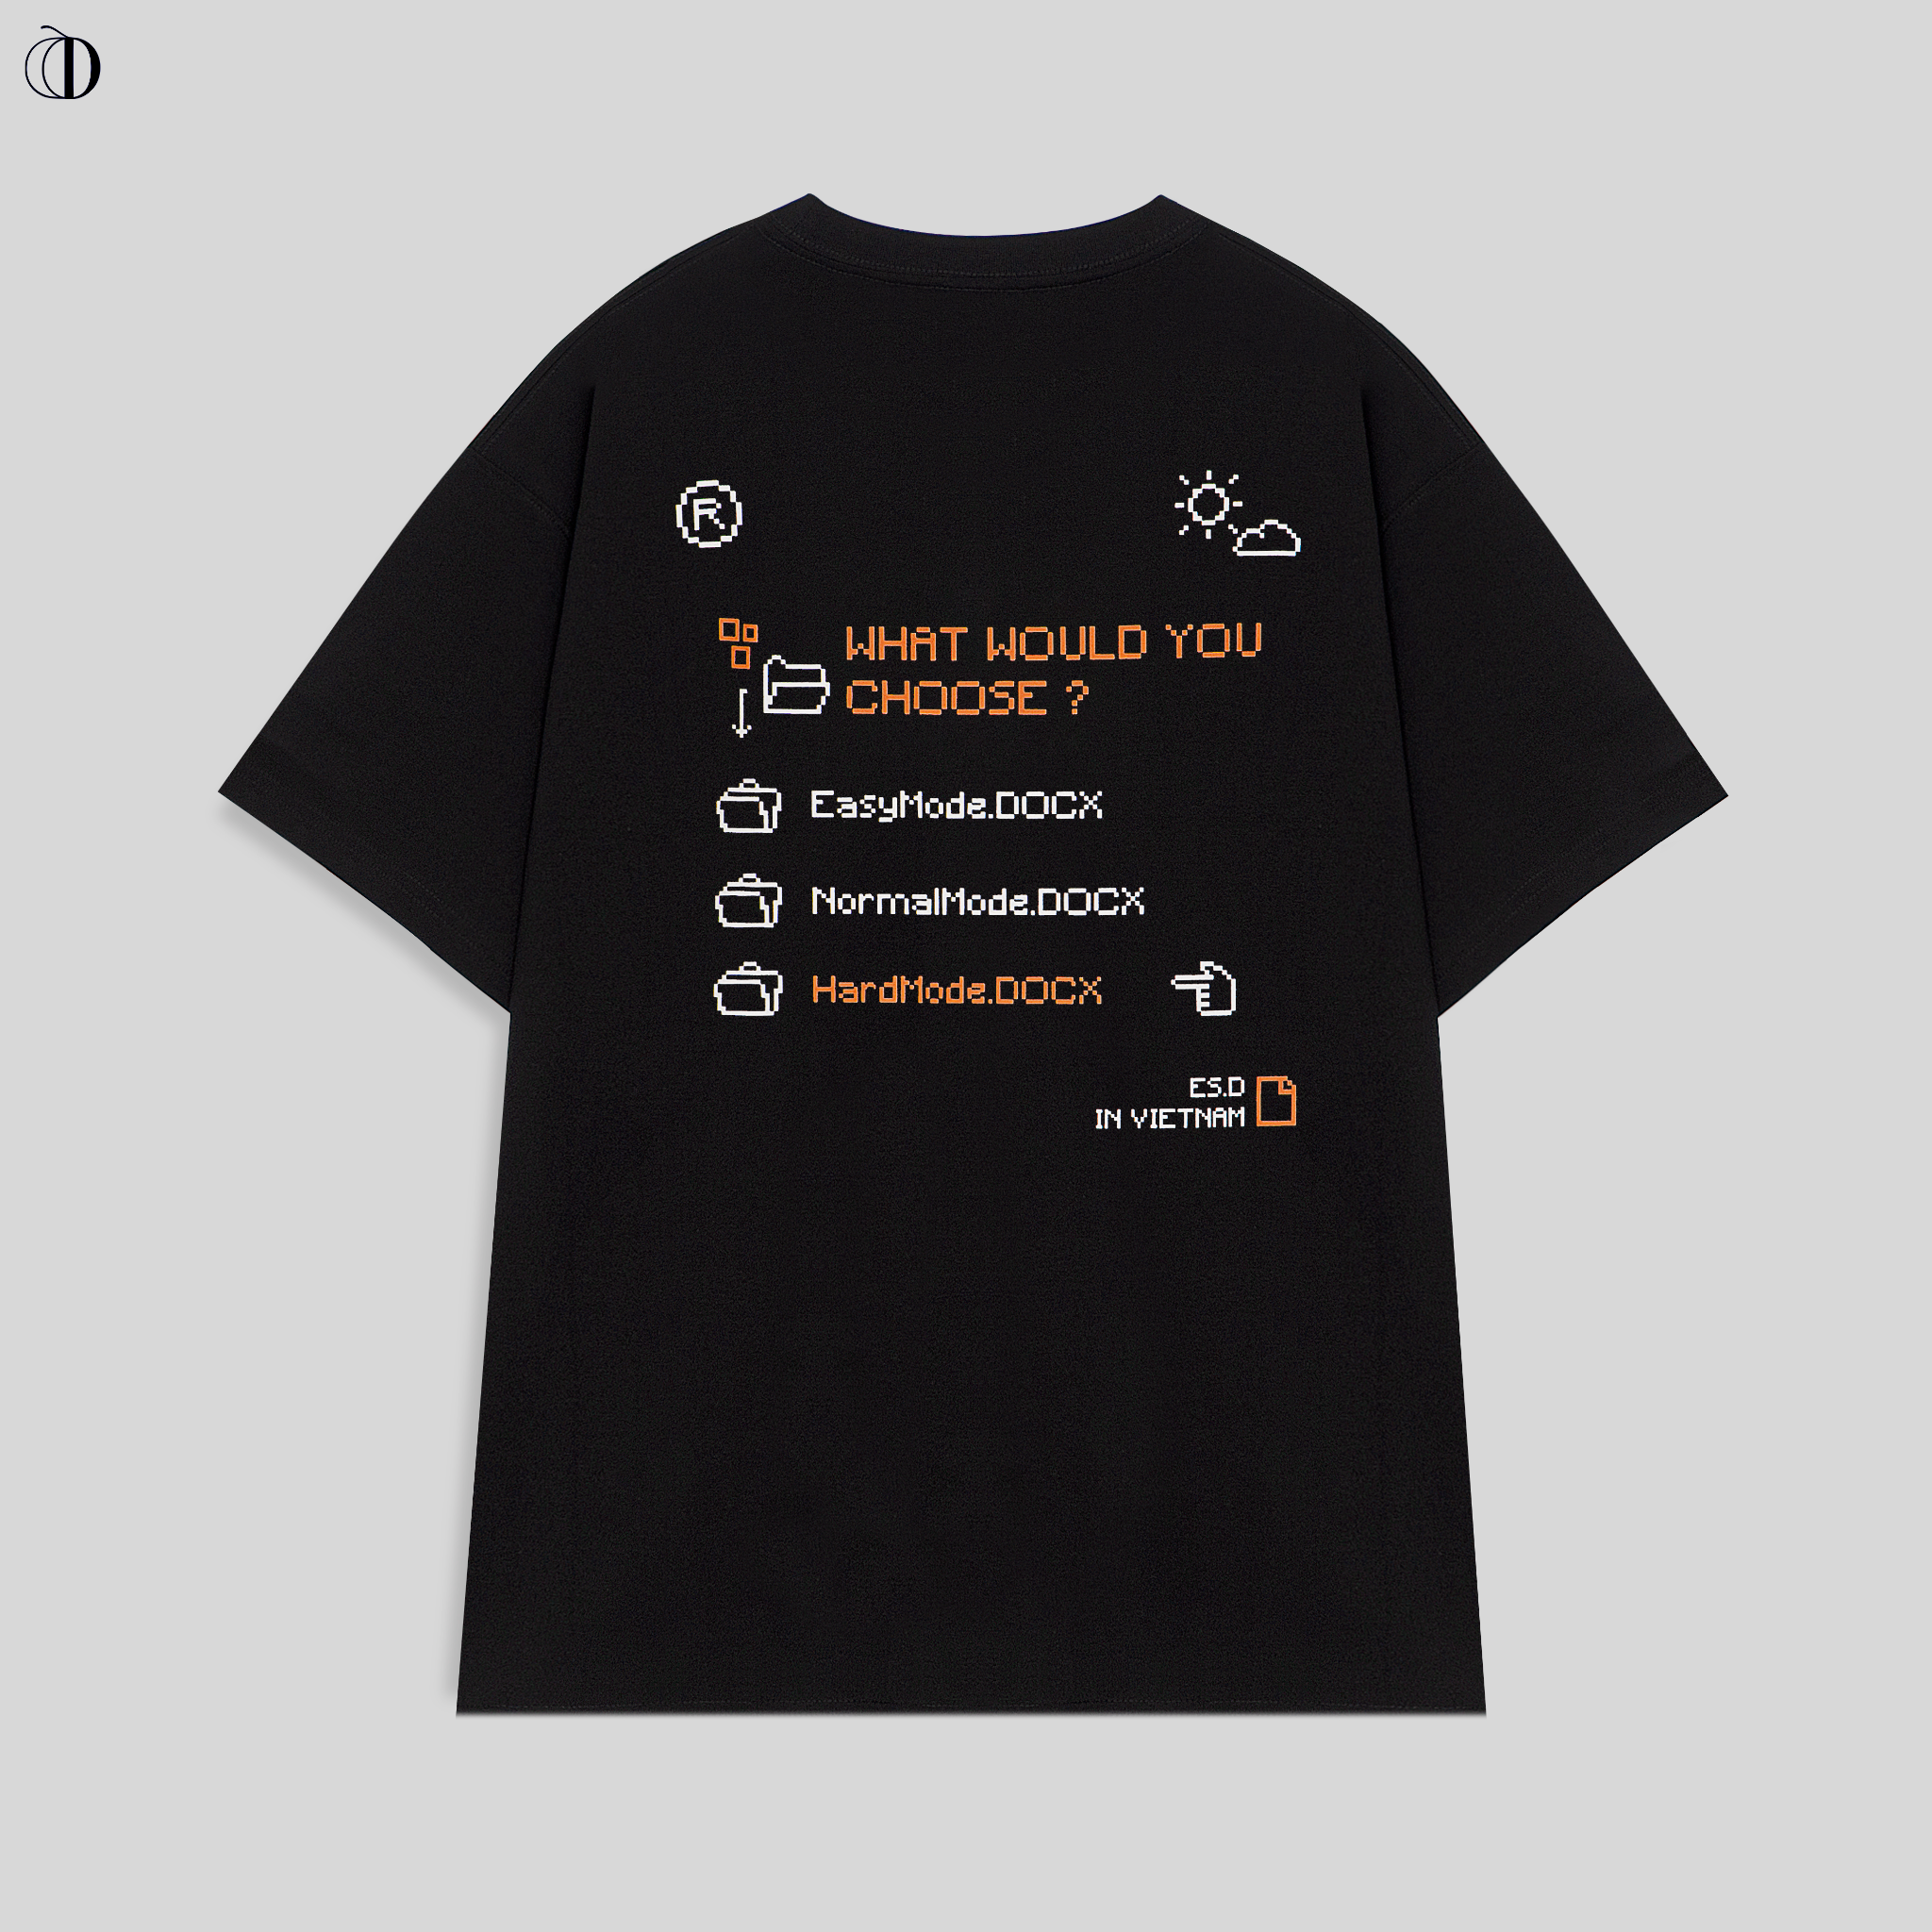 ®
WHAT WOULD YOU
CHOOSE ?
EasyMode.DOCX
NormalMode.DOCX
HardMode.DOCX
ES.D
IN VIETNAM